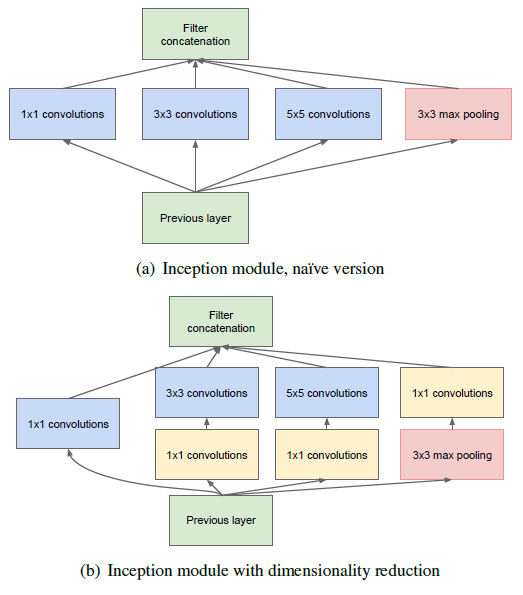 Filter
concatenation
1x1 convolutions
3x3 convolutions
5x5 convolutions
3x3 max pooling
Previous layer
(a) Inception module, naïve version
Filter
concatenation
3x3 convolutions
5x5 convolutions
1x1 convolutions
1x1 convolutions
1x1 convolutions
1x1 convolutions
3x3 max pooling
Previous layer
(b) Inception module with dimensionality reduction